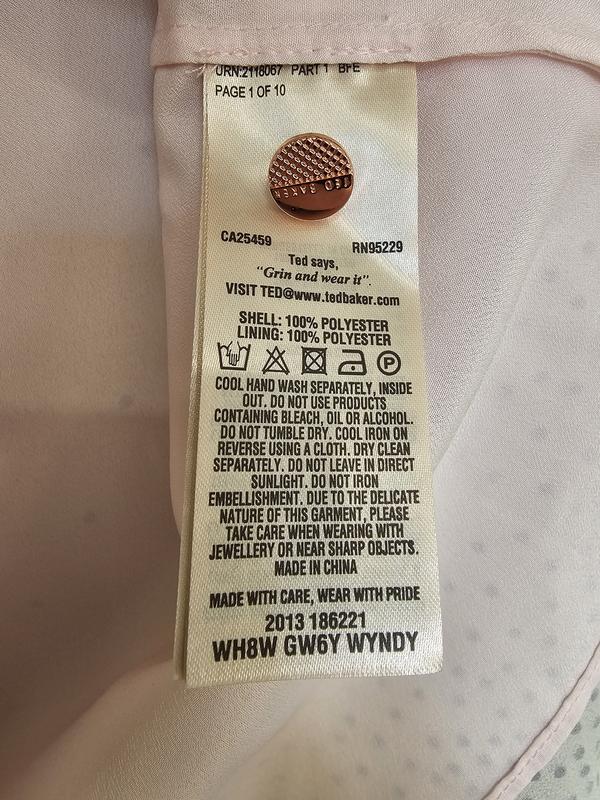 URN:2118067 PART 1 BFE
PAGE 1 OF 10
TED BAKER
CA25459 RN95229
Ted says,
"Grin and wear it".
VISIT TED@www.tedbaker.com
SHELL: 100% POLYESTER
LINING: 100% POLYESTER
P
COOL HAND WASH SEPARATELY, INSIDE
OUT. DO NOT USE PRODUCTS
CONTAINING BLEACH, OIL OR ALCOHOL.
DO NOT TUMBLE DRY. COOL IRON ON
REVERSE USING A CLOTH. DRY CLEAN
SEPARATELY. DO NOT LEAVE IN DIRECT
SUNLIGHT. DO NOT IRON
EMBELLISHMENT. DUE TO THE DELICATE
NATURE OF THIS GARMENT, PLEASE
TAKE CARE WHEN WEARING WITH
JEWELLERY OR NEAR SHARP OBJECTS.
MADE IN CHINA
MADE WITH CARE, WEAR WITH PRIDE
2013 186221
WH8W GW6Y WYNDY